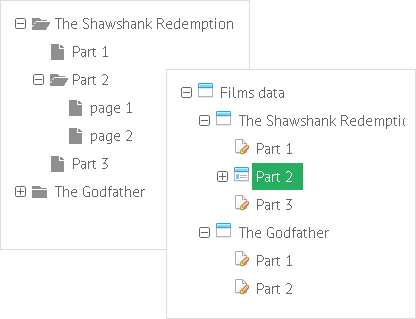 The Shawshank Redemption
Part 1
Part 2
page 1
page 2
Part 3
The Godfather
Films data
The Shawshank Redemptio
Part 1
Part 2
Part 3
The Godfather
Part 1
Part 2